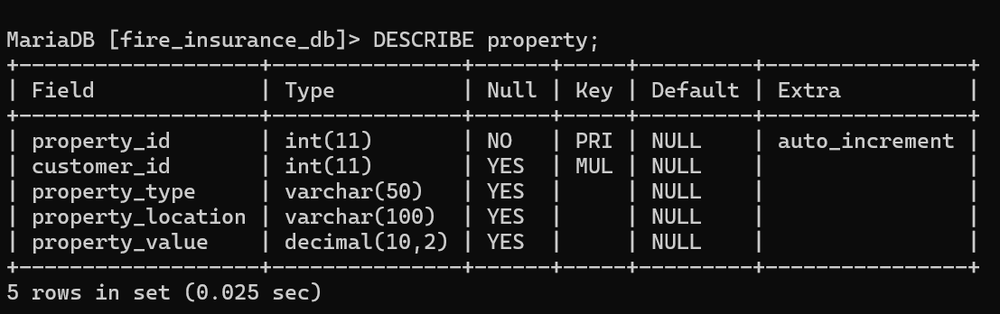 MariaDB [fire_insurance_db]> DESCRIBE property;
+-------------------+---------------+------+-----+---------+----------------+
| Field             | Type          | Null | Key | Default | Extra          |
+-------------------+---------------+------+-----+---------+----------------+
| property_id       | int(11)       | NO   | PRI | NULL    | auto_increment |
| customer_id       | int(11)       | YES  | MUL | NULL    |                |
| property_type     | varchar(50)   | YES  |     | NULL    |                |
| property_location | varchar(100)  | YES  |     | NULL    |                |
| property_value    | decimal(10,2) | YES  |     | NULL    |                |
+-------------------+---------------+------+-----+---------+----------------+
5 rows in set (0.025 sec)